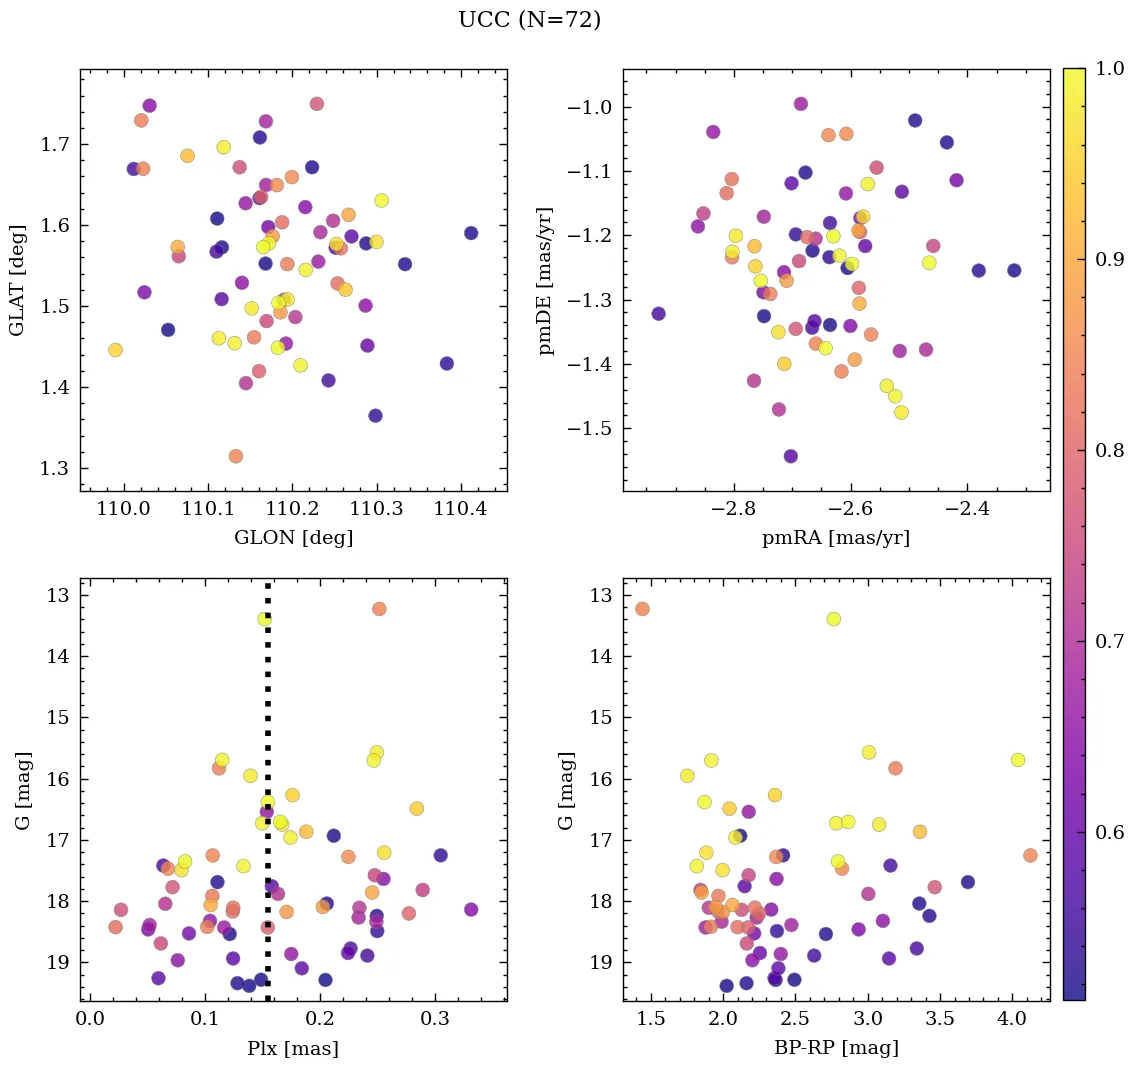 UCC (N=72)
1.7
1.6
1.5
1.4
1.3
GLAT [deg]
110.0 110.1 110.2 110.3 110.4
GLON [deg]
−1.0
−1.1
−1.2
−1.3
−1.4
−1.5
pmDE [mas/yr]
−2.8 −2.6 −2.4
pmRA [mas/yr]
13
14
15
16
17
18
19
G [mag]
0.0 0.1 0.2 0.3
Plx [mas]
13
14
15
16
17
18
19
G [mag]
1.5 2.0 2.5 3.0 3.5 4.0
BP-RP [mag]
1.0
0.9
0.8
0.7
0.6